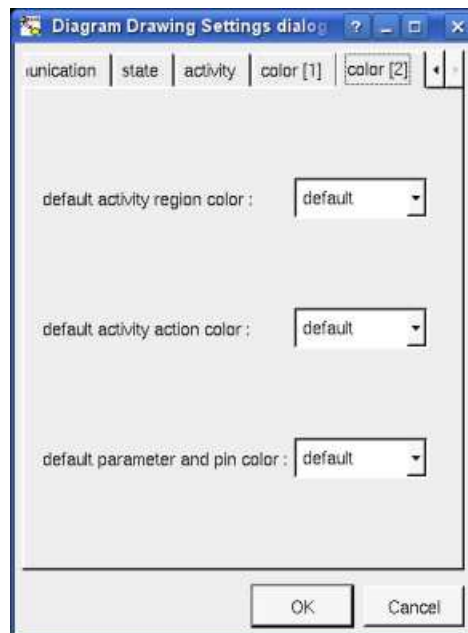 Diagram Drawing Settings dialog
unication state activity color [1] color [2]
default activity region color : default
default activity action color : default
default parameter and pin color : default
OK Cancel